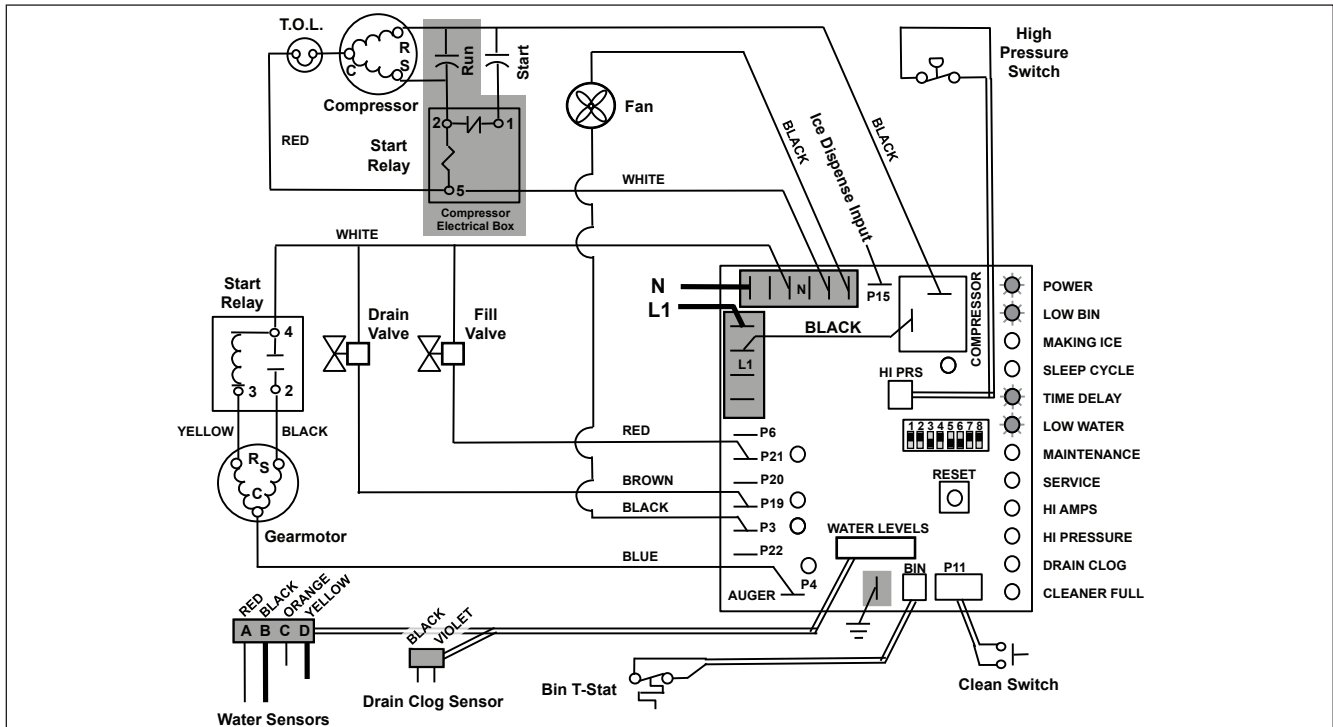 T.O.L.
R
S
C
Compressor
Run
Start
RED
2
1
5
Start
Relay
Compressor
Electrical Box
WHITE
Fan
BLACK
Ice Dispense Input
BLACK
High
Pressure
Switch
WHITE
Start
Relay
4
3
2
YELLOW
BLACK
R
S
C
Gearmotor
Drain
Valve
Fill
Valve
N
L1
N
P15
L1
BLACK
COMPRESSOR
HI PRS
1 2 3 4 5 6 7 8
RESET
POWER
LOW BIN
MAKING ICE
SLEEP CYCLE
TIME DELAY
LOW WATER
MAINTENANCE
SERVICE
HI AMPS
HI PRESSURE
DRAIN CLOG
CLEANER FULL
RED
BROWN
BLACK
BLUE
P6
P21
P20
P19
P3
P22
P4
AUGER
WATER LEVELS
BIN
P11
RED
BLACK
ORANGE
YELLOW
A B C D
Water Sensors
BLACK
VIOLET
Drain Clog Sensor
Bin T-Stat
Clean Switch